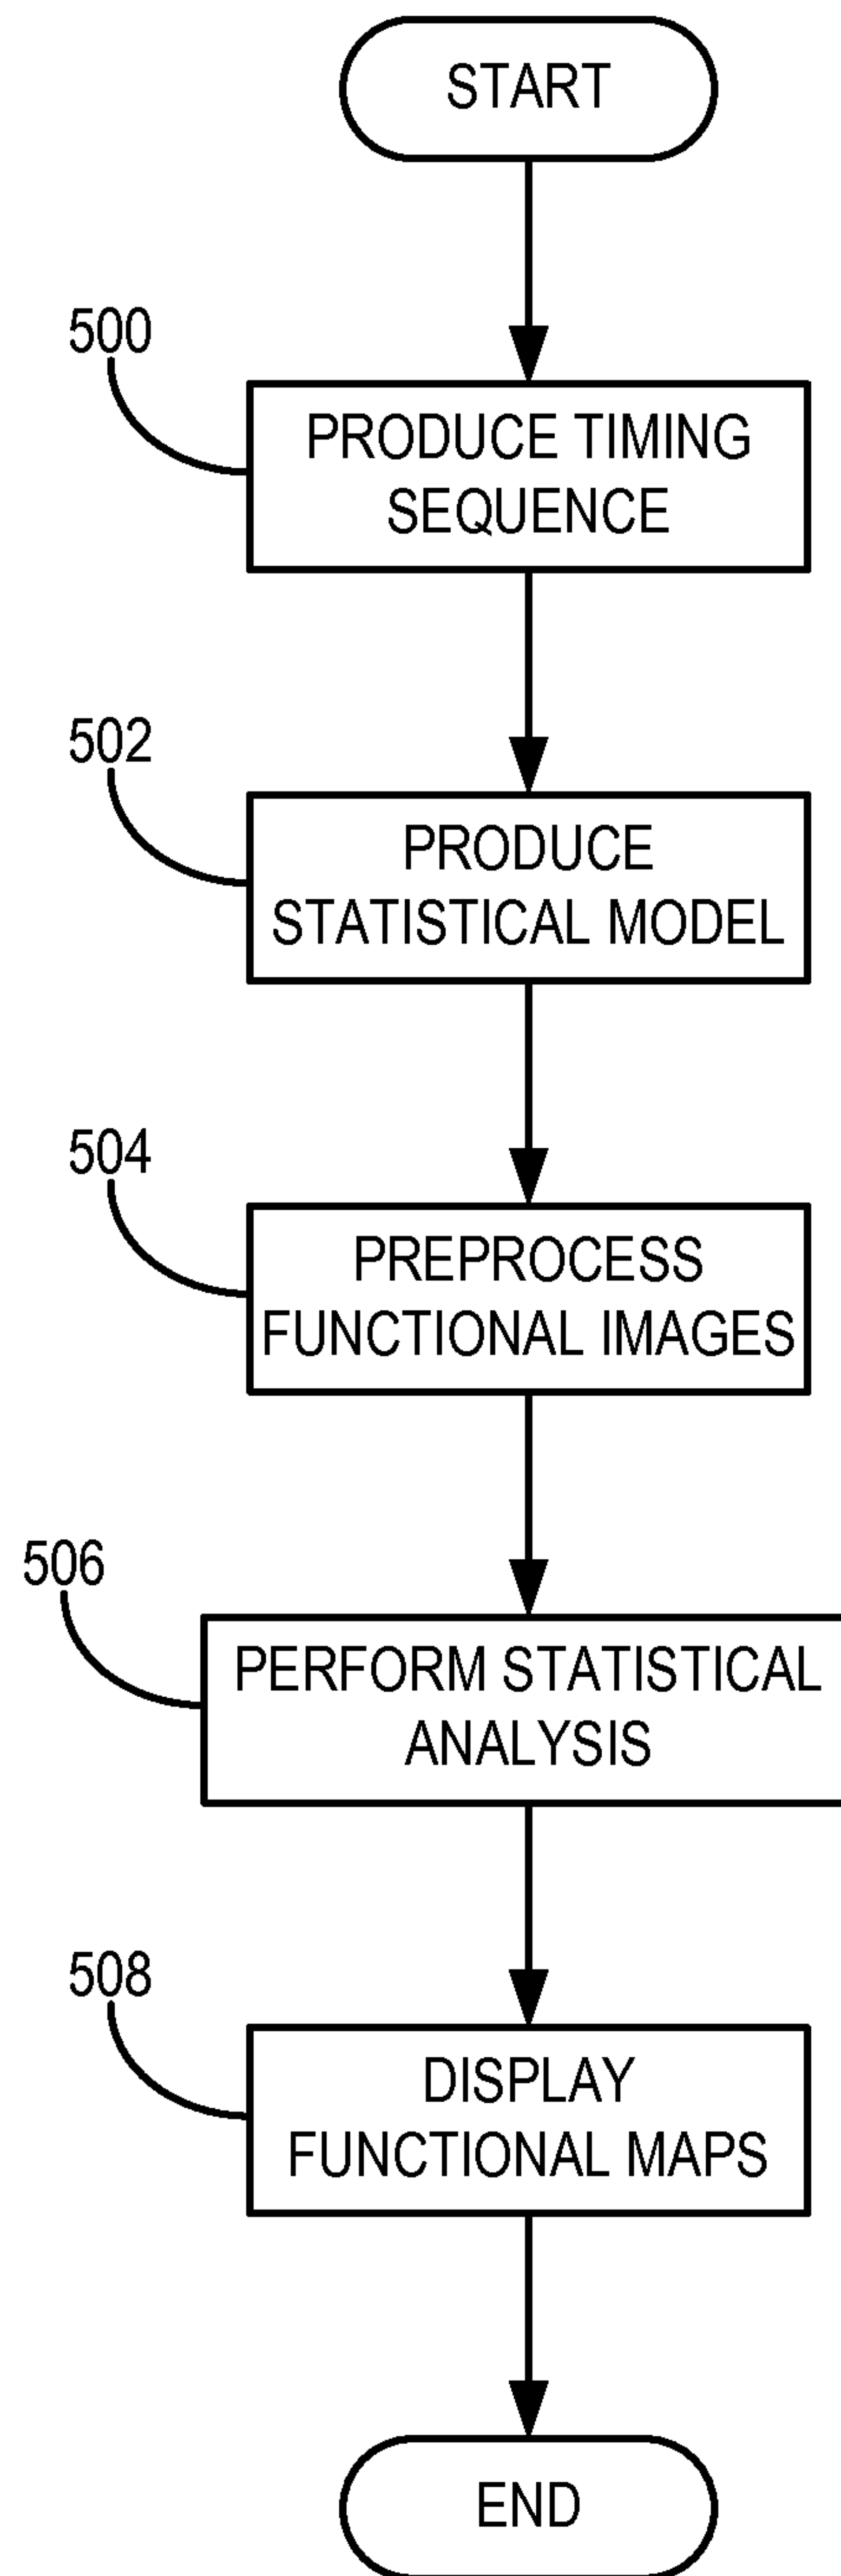 START
500
PRODUCE TIMING
SEQUENCE
502
PRODUCE
STATISTICAL MODEL
504
PREPROCESS
FUNCTIONAL IMAGES
506
PERFORM STATISTICAL
ANALYSIS
508
DISPLAY
FUNCTIONAL MAPS
END